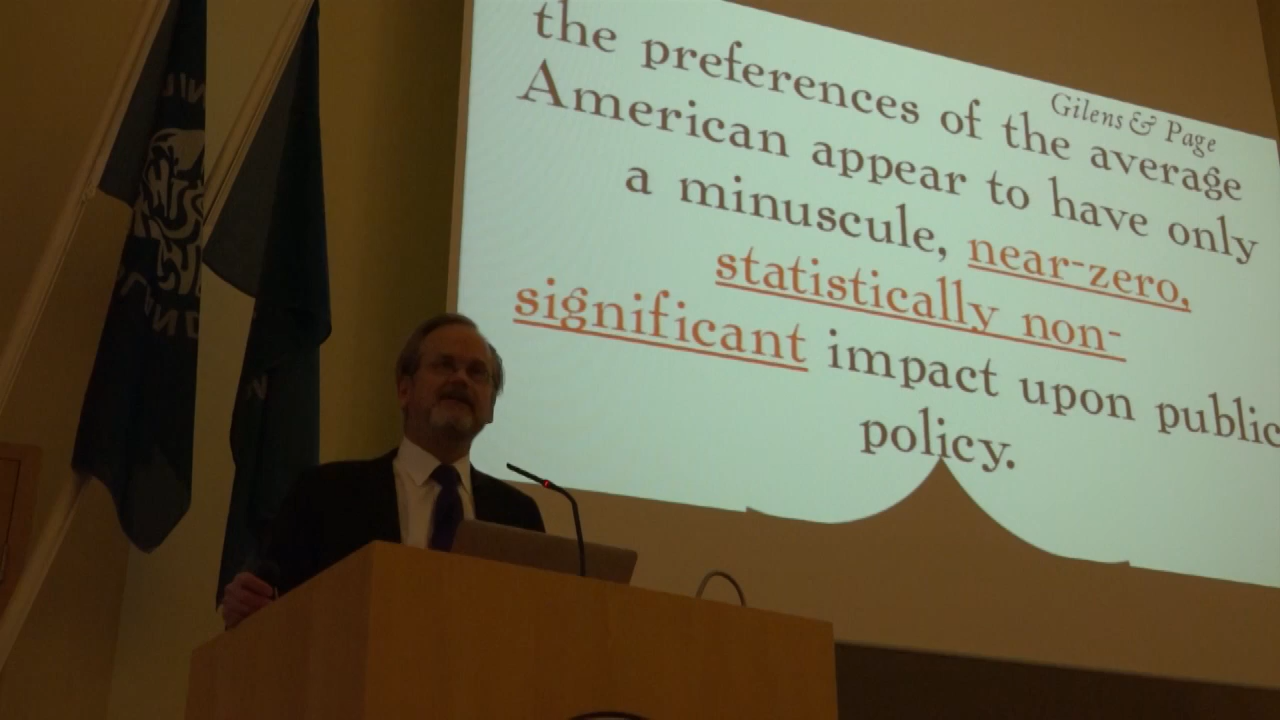 Gilens & Page
the preferences of the average
American appear to have only
a minuscule, near-zero,
statistically non-
significant impact upon public
policy.